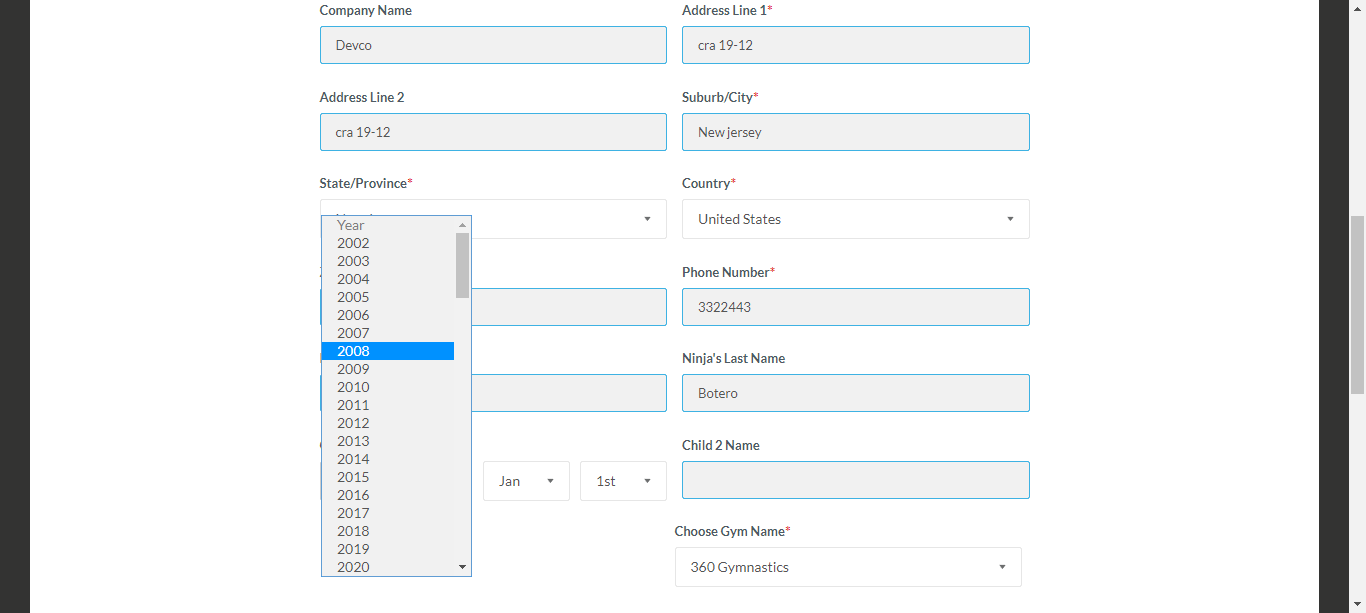 Company Name
Address Line 1*
Devco
cra 19-12
Address Line 2
Suburb/City*
cra 19-12
New jersey
State/Province*
Country*
United States
Year
2002
2003
2004
2005
2006
2007
2008
2009
2010
2011
2012
2013
2014
2015
2016
2017
2018
2019
2020
Phone Number*
3322443
Ninja's Last Name
Botero
Child 2 Name
Jan
1st
Choose Gym Name*
360 Gymnastics